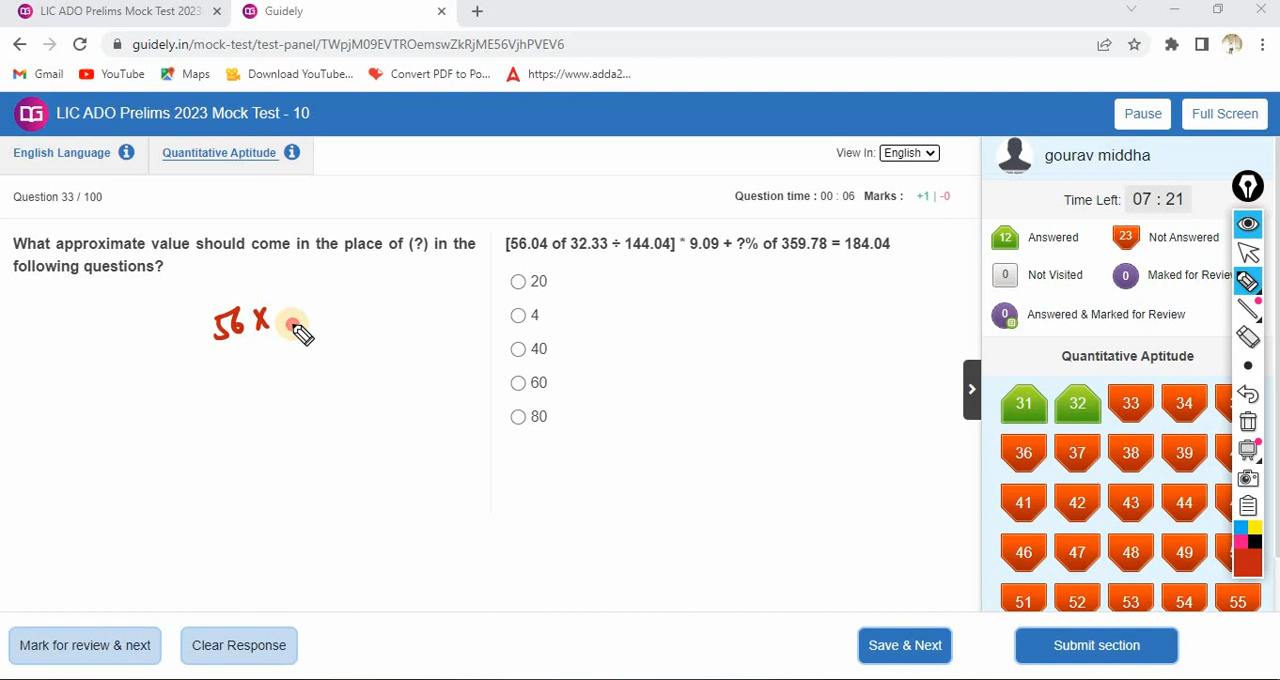 LIC ADO Prelims 2023 Mock Test 2023
Guidely
guidely.in/mock-test/test-panel/TWpjM09EVTROemswZkRjME56VjhPVEV6
Gmail
YouTube
Maps
Download YouTube...
Convert PDF to Po...
https://www.adda2...
DG
LIC ADO Prelims 2023 Mock Test - 10
Pause
Full Screen
English Language
Quantitative Aptitude
View In:
English
gourav middha
Question 33 / 100
Question time : 00 : 06 Marks : +1 | -0
Time Left: 07 : 21
What approximate value should come in the place of (?) in the
following questions?
56 x
[56.04 of 32.33 ÷ 144.04] * 9.09 + ?% of 359.78 = 184.04
20
4
40
60
80
12 Answered
23 Not Answered
0 Not Visited
0 Maked for Revie
0 Answered & Marked for Review
Quantitative Aptitude
31 32 33 34
36 37 38 39
41 42 43 44
46 47 48 49
51 52 53 54 55
Mark for review & next
Clear Response
Save & Next
Submit section